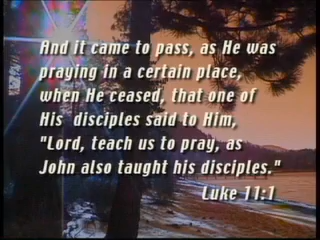 And it came to pass, as He was
praying in a certain place,
when He ceased, that one of
His disciples said to Him,
"Lord, teach us to pray, as
John also taught his disciples."
Luke 11:1